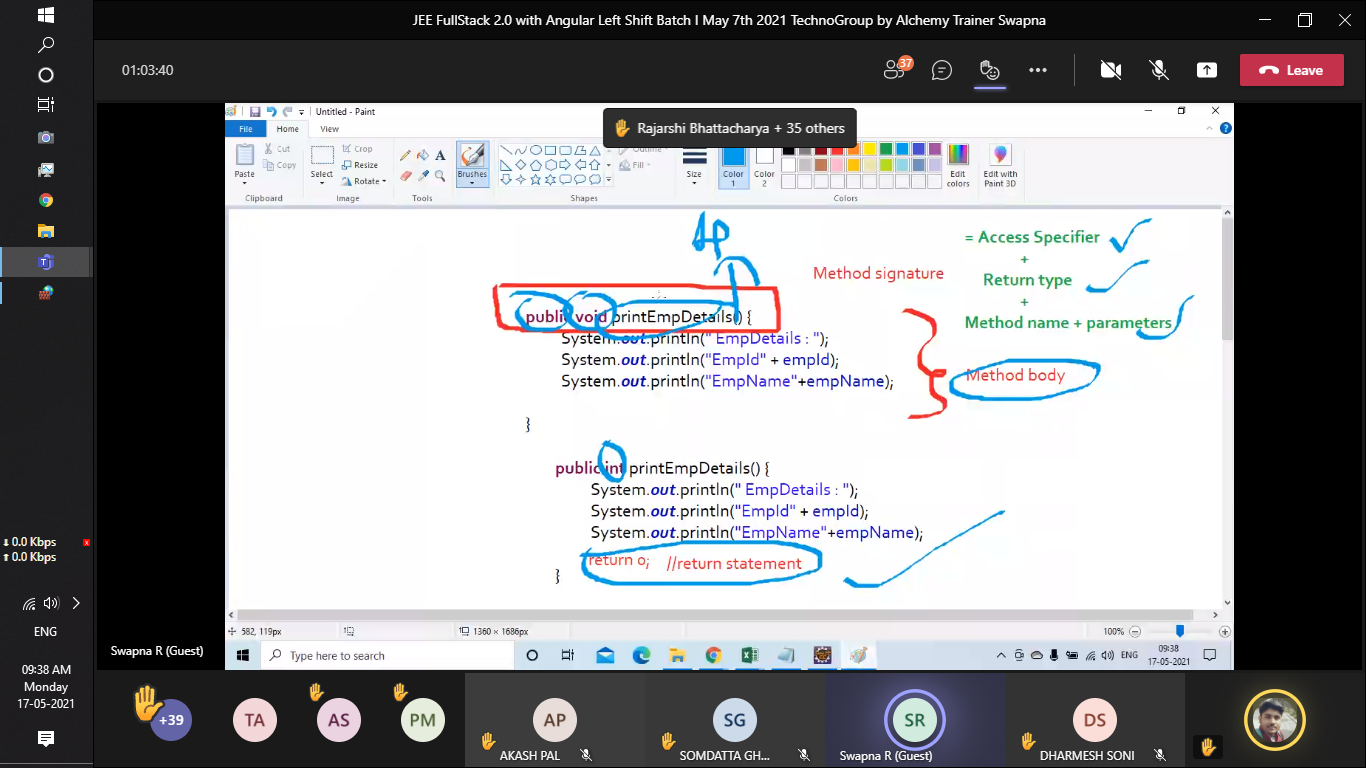 JEE FullStack 2.0 with Angular Left Shift Batch I May 7th 2021 TechnoGroup by Alchemy Trainer Swapna
01:03:40
37
Leave
Untitled - Paint
Rajarshi Bhattacharya + 35 others
File
Home
View
Paste
Cut
Copy
Clipboard
Select
Crop
Resize
Rotate
Image
Tools
Brushes
Shapes
Outline
Fill
Size
Color 1
Color 2
Colors
Edit colors
Edit with Paint 3D
= Access Specifier
+
Return type
+
Method name + parameters
Method signature
public void printEmpDetails() {
System.out.println(" EmpDetails : ");
System.out.println("EmpId" + empId);
System.out.println("EmpName"+empName);
}
Method body
public int printEmpDetails() {
System.out.println(" EmpDetails : ");
System.out.println("EmpId" + empId);
System.out.println("EmpName"+empName);
return 0; //return statement
}
582, 119px
1360 × 1686px
100%
Type here to search
ENG
09:38
17-05-2021
Swapna R (Guest)
0.0 Kbps
0.0 Kbps
ENG
09:38 AM
Monday
17-05-2021
+39
TA
AS
PM
AP
AKASH PAL
SG
SOMDATTA GH...
SR
Swapna R (Guest)
DS
DHARMESH SONI